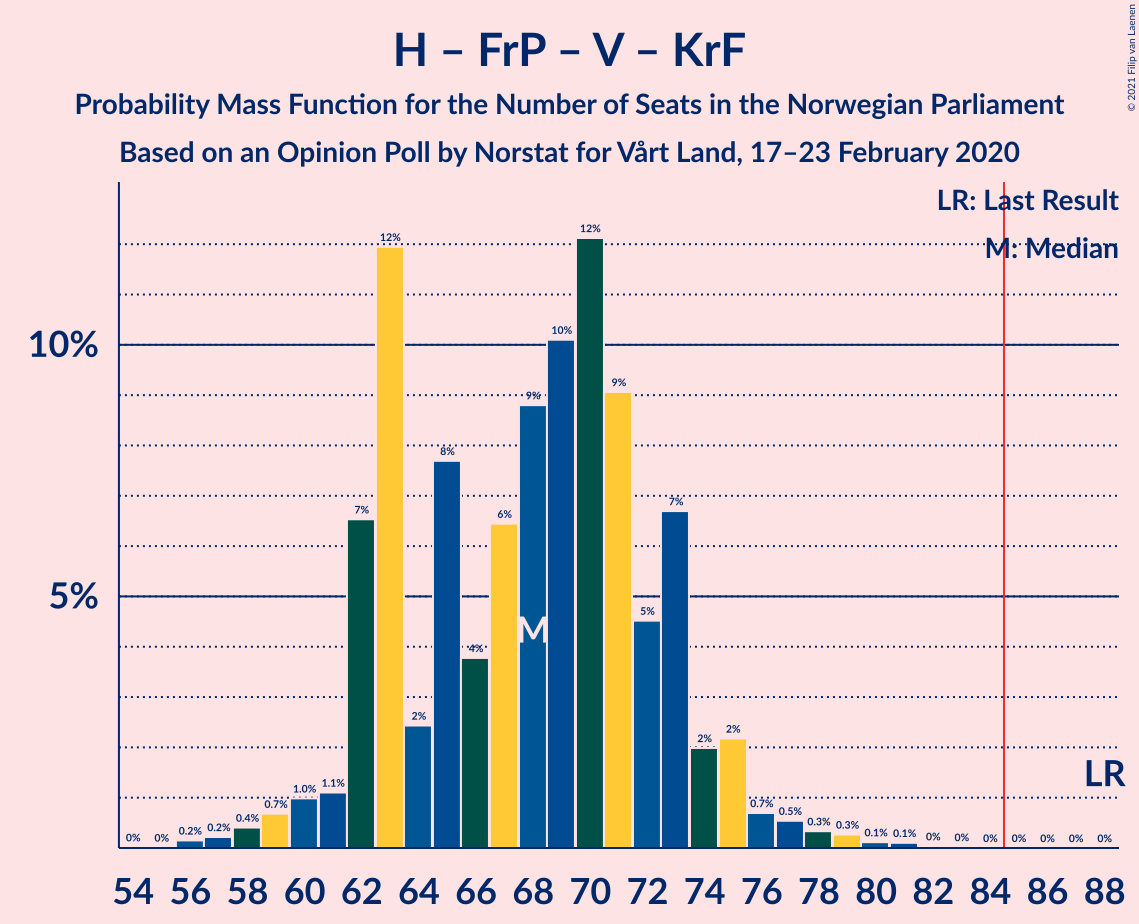 H – FrP – V – KrF
Probability Mass Function for the Number of Seats in the Norwegian Parliament
Based on an Opinion Poll by Norstat for Vårt Land, 17–23 February 2020
© 2021 Filip van Laenen
LR: Last Result
M: Median
10%
5%
0% 0% 0.2% 0.2% 0.4% 0.7% 1.0% 1.1% 7% 12% 2% 8% 4% 6% 9% 10% 12% 9% 5% 7% 2% 2% 0.7% 0.5% 0.3% 0.3% 0.1% 0.1% 0% 0% 0% 0% 0% 0% 0%
M
LR
54 56 58 60 62 64 66 68 70 72 74 76 78 80 82 84 86 88